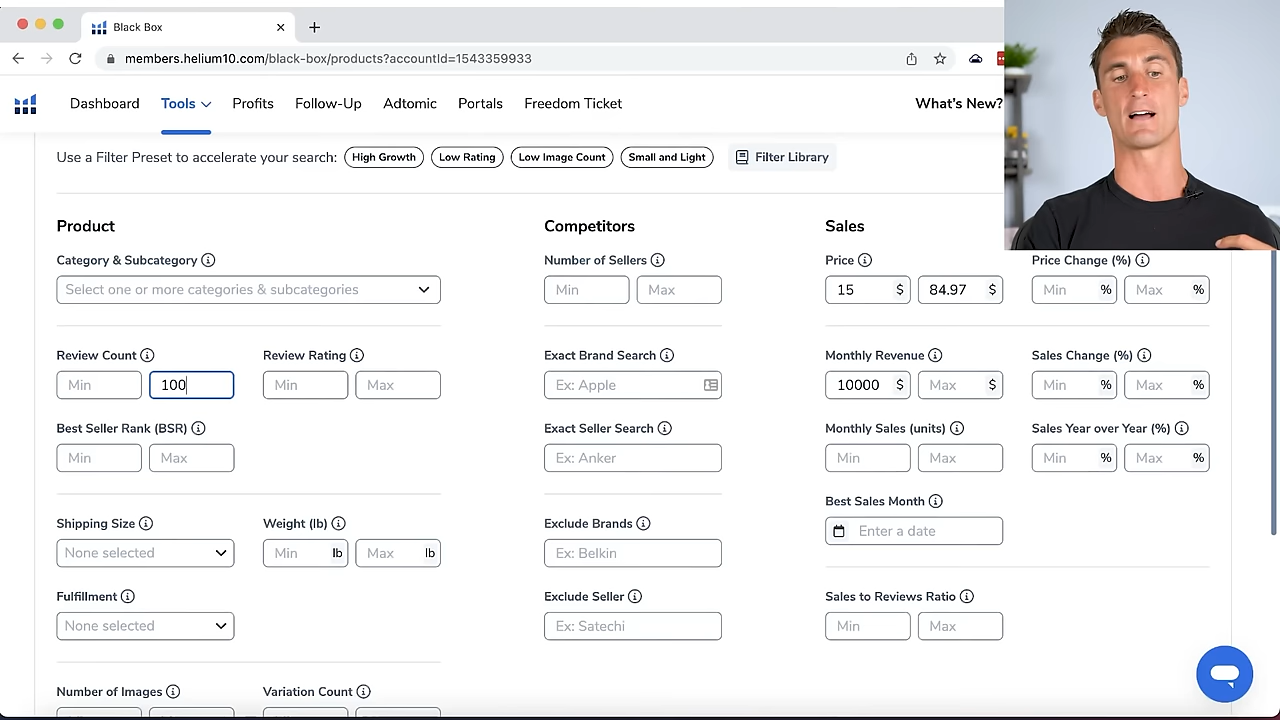 Black Box
members.helium10.com/black-box/products?accountId=1543359933
Dashboard Tools Profits Follow-Up Adtomic Portals Freedom Ticket What's New?
Use a Filter Preset to accelerate your search: High Growth Low Rating Low Image Count Small and Light Filter Library
Product Competitors Sales
Category & Subcategory Number of Sellers Price Price Change (%)
Select one or more categories & subcategories Min Max 15 $ 84.97 $ Min % Max %
Review Count Review Rating Exact Brand Search Monthly Revenue Sales Change (%)
Min 100 Min Max Ex: Apple 10000 $ Max $ Min % Max %
Best Seller Rank (BSR) Exact Seller Search Monthly Sales (units) Sales Year over Year (%)
Min Max Ex: Anker Min Max Min % Max %
Best Sales Month
Enter a date
Shipping Size Weight (lb) Exclude Brands
None selected Min lb Max lb Ex: Belkin
Fulfillment Exclude Seller Sales to Reviews Ratio
None selected Ex: Satechi Min Max
Number of Images Variation Count